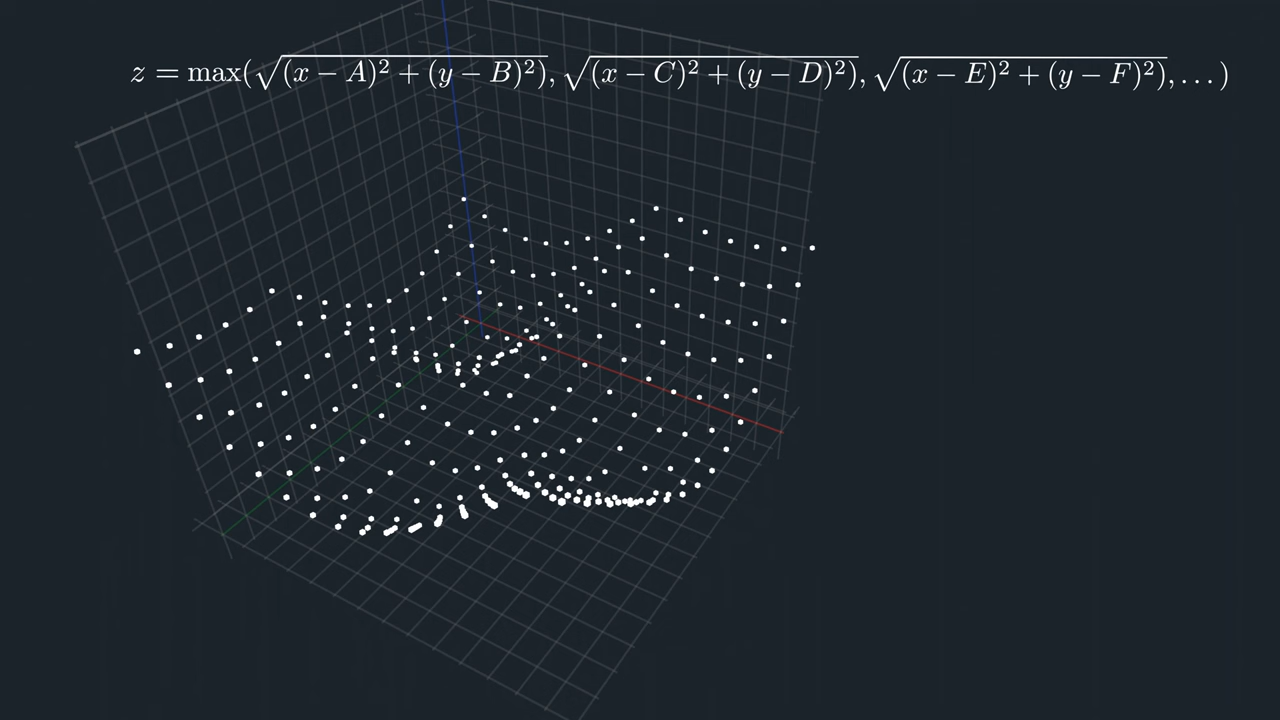 z = max(√(x − A)² + (y − B)²), √(x − C)² + (y − D)²), √(x − E)² + (y − F)²), . . . )